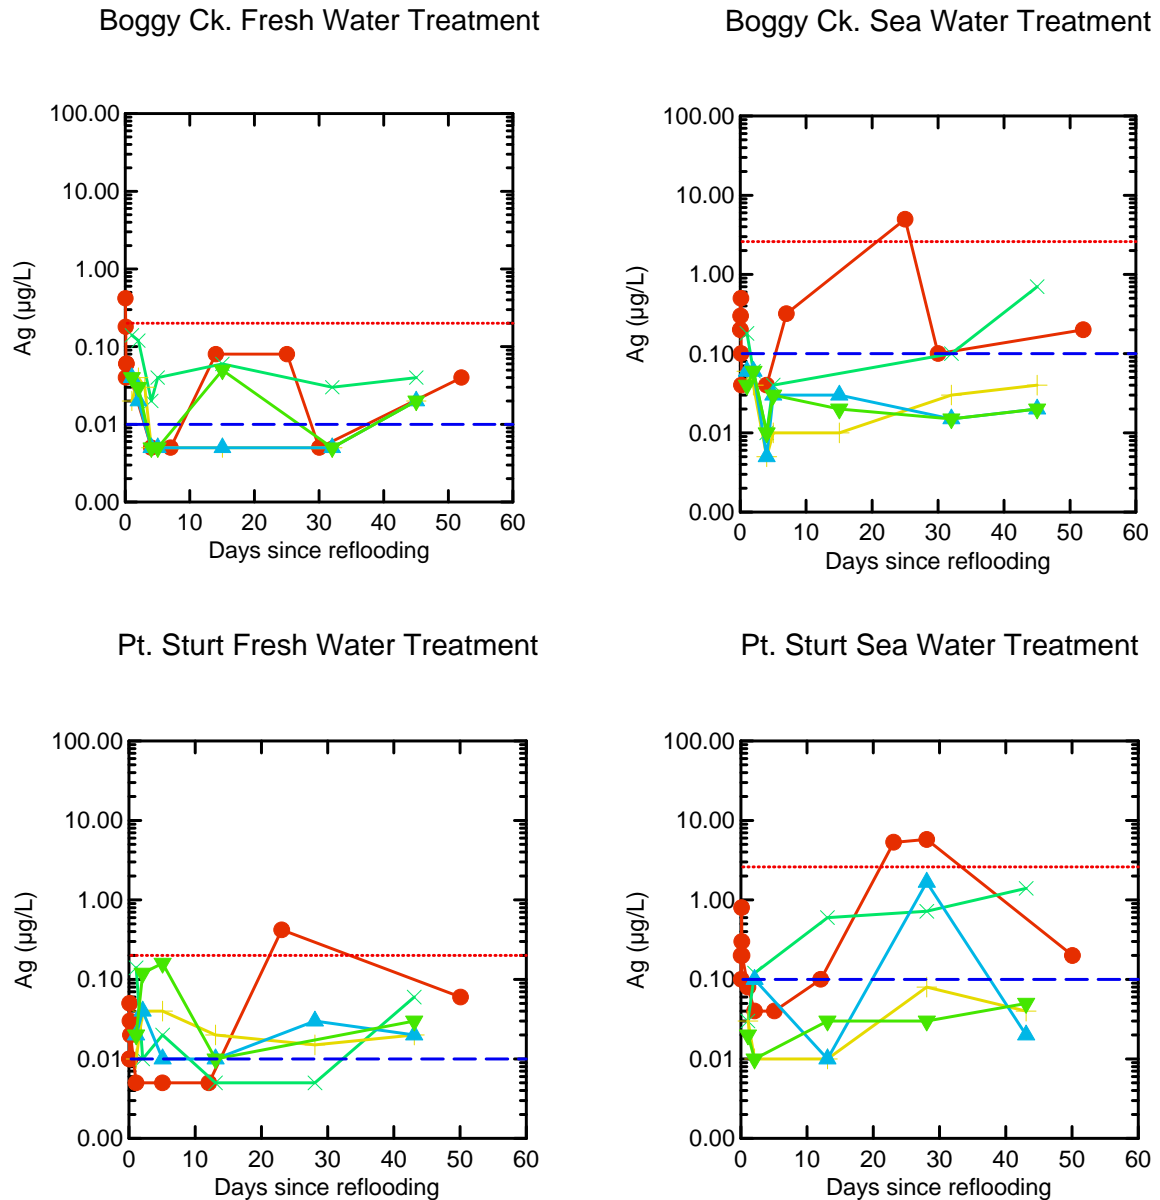 Boggy Ck. Fresh Water Treatment
100.00
10.00
1.00
0.10
0.01
0.00
Ag (µg/L)
0 10 20 30 40 50 60
Days since reflooding
Boggy Ck. Sea Water Treatment
100.00
10.00
1.00
0.10
0.01
0.00
Ag (µg/L)
0 10 20 30 40 50 60
Days since reflooding
Pt. Sturt Fresh Water Treatment
100.00
10.00
1.00
0.10
0.01
0.00
Ag (µg/L)
0 10 20 30 40 50 60
Days since reflooding
Pt. Sturt Sea Water Treatment
100.00
10.00
1.00
0.10
0.01
0.00
Ag (µg/L)
0 10 20 30 40 50 60
Days since reflooding